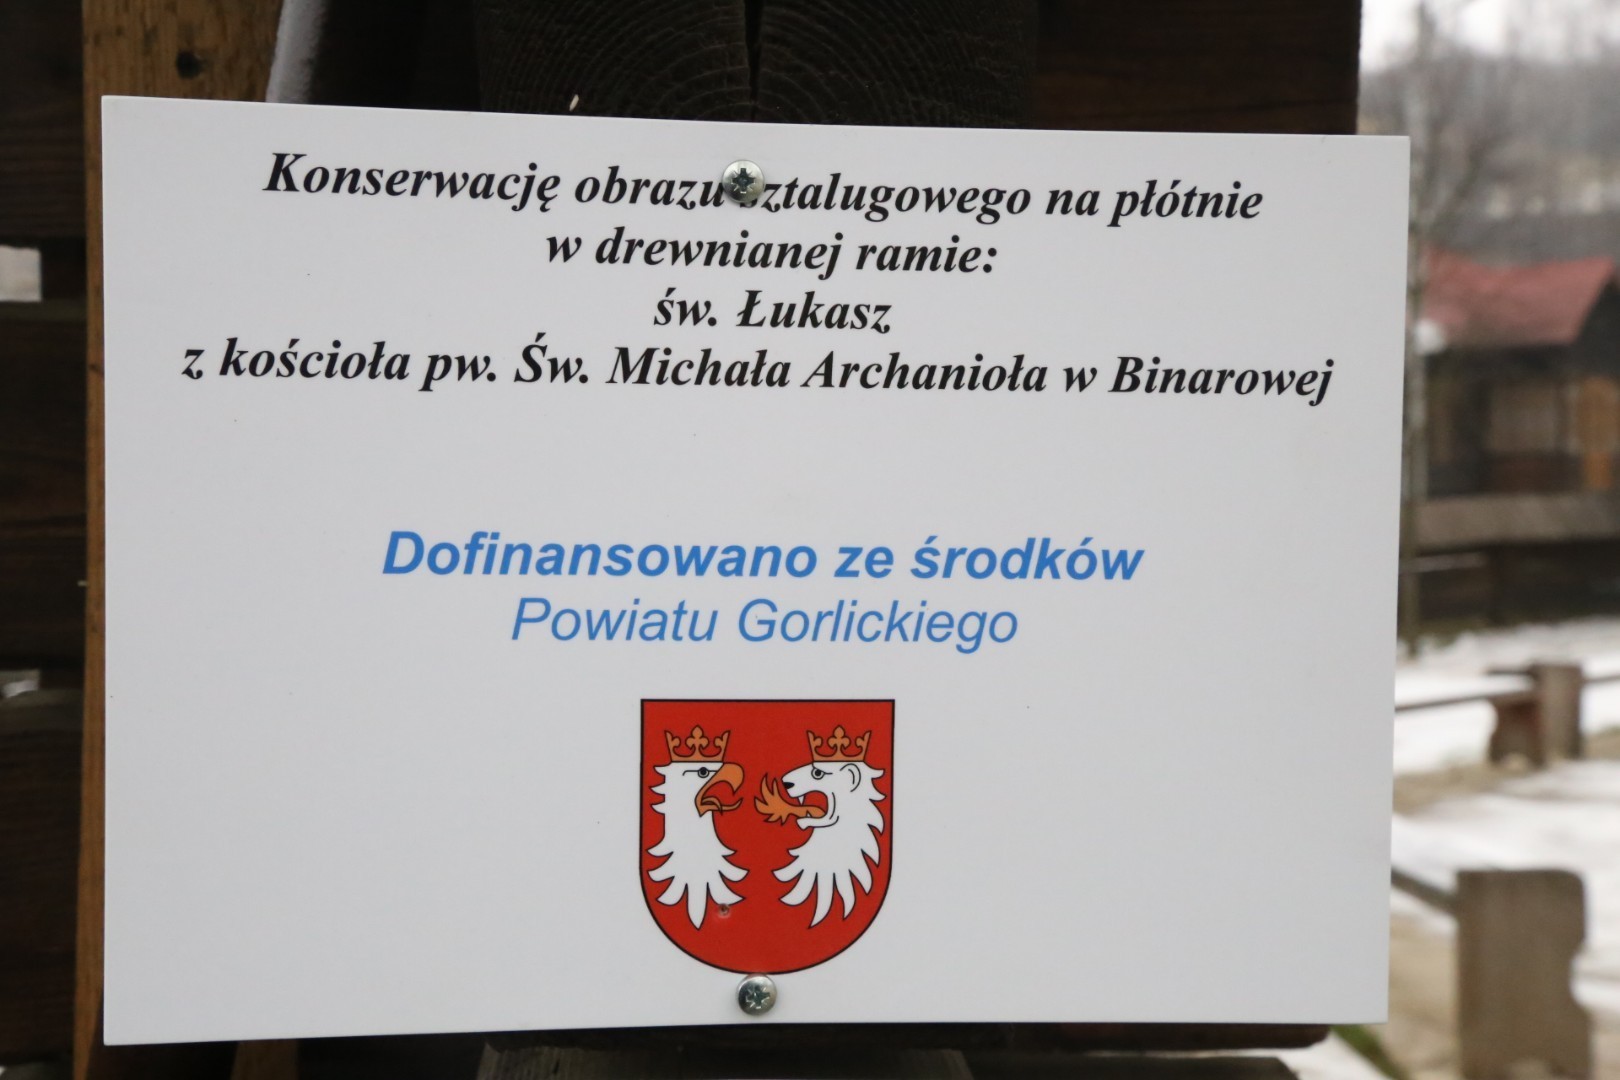 Konserwację obrazu sztalugowego na płótnie
w drewnianej ramie:
św. Łukasz
z kościoła pw. Św. Michała Archanioła w Binarowej
Dofinansowano ze środków
Powiatu Gorlickiego